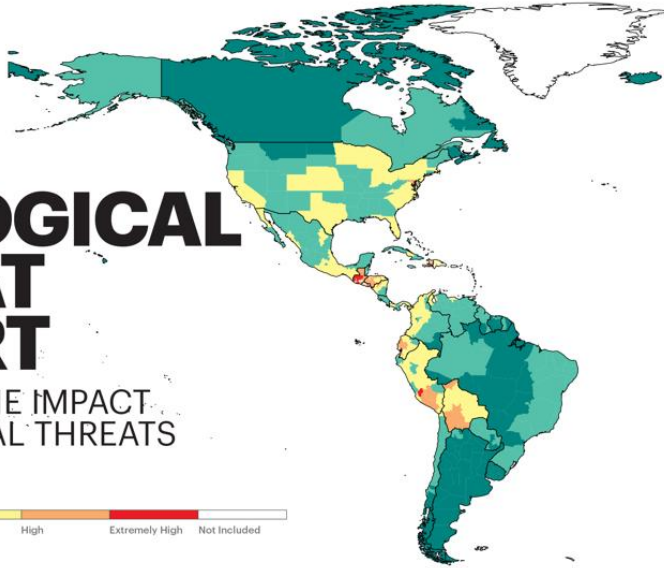 OGICAL
AT
RT
E IMPACT
AL THREATS
High
Extremely High
Not Included